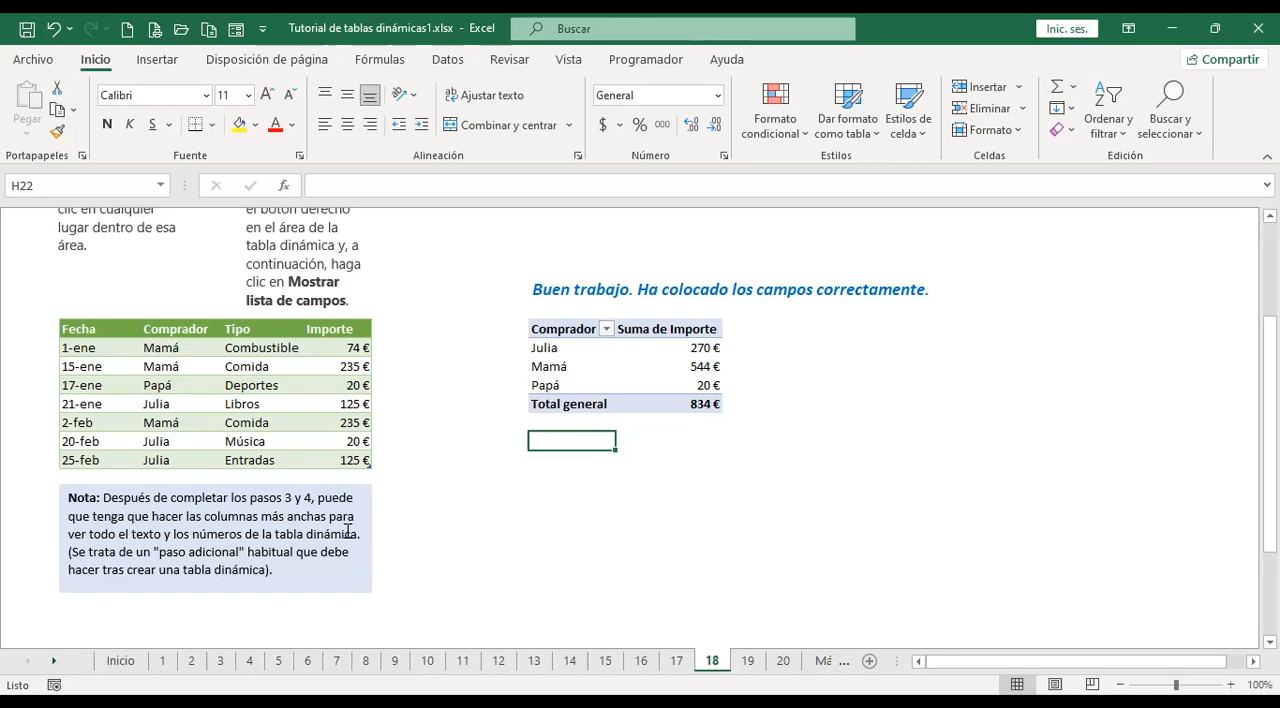 Tutorial de tablas dinámicas1.xlsx - Excel
Buscar
Inic. ses.
Archivo Inicio Insertar Disposición de página Fórmulas Datos Revisar Vista Programador Ayuda
Compartir
Pegar
Portapapeles
Calibri 11
N K S
Fuente
Ajustar texto
Combinar y centrar
Alineación
General
$ % 000
Número
Formato condicional
Dar formato como tabla
Estilos de celda
Estilos
Insertar
Eliminar
Formato
Celdas
Ordenar y filtrar
Buscar y seleccionar
Edición
H22
fx
clic en cualquier
lugar dentro de esa
área.
el botón derecho
en el área de la
tabla dinámica y, a
continuación, haga
clic en Mostrar
lista de campos.
Fecha Comprador Tipo Importe
1-ene Mamá Combustible 74 €
15-ene Mamá Comida 235 €
17-ene Papá Deportes 20 €
21-ene Julia Libros 125 €
2-feb Mamá Comida 235 €
20-feb Julia Música 20 €
25-feb Julia Entradas 125 €
Nota: Después de completar los pasos 3 y 4, puede
que tenga que hacer las columnas más anchas para
ver todo el texto y los números de la tabla dinámica.
(Se trata de un "paso adicional" habitual que debe
hacer tras crear una tabla dinámica).
Buen trabajo. Ha colocado los campos correctamente.
Comprador Suma de Importe
Julia 270 €
Mamá 544 €
Papá 20 €
Total general 834 €
Inicio 1 2 3 4 5 6 7 8 9 10 11 12 13 14 15 16 17 18 19 20 Má ...
Listo
100%